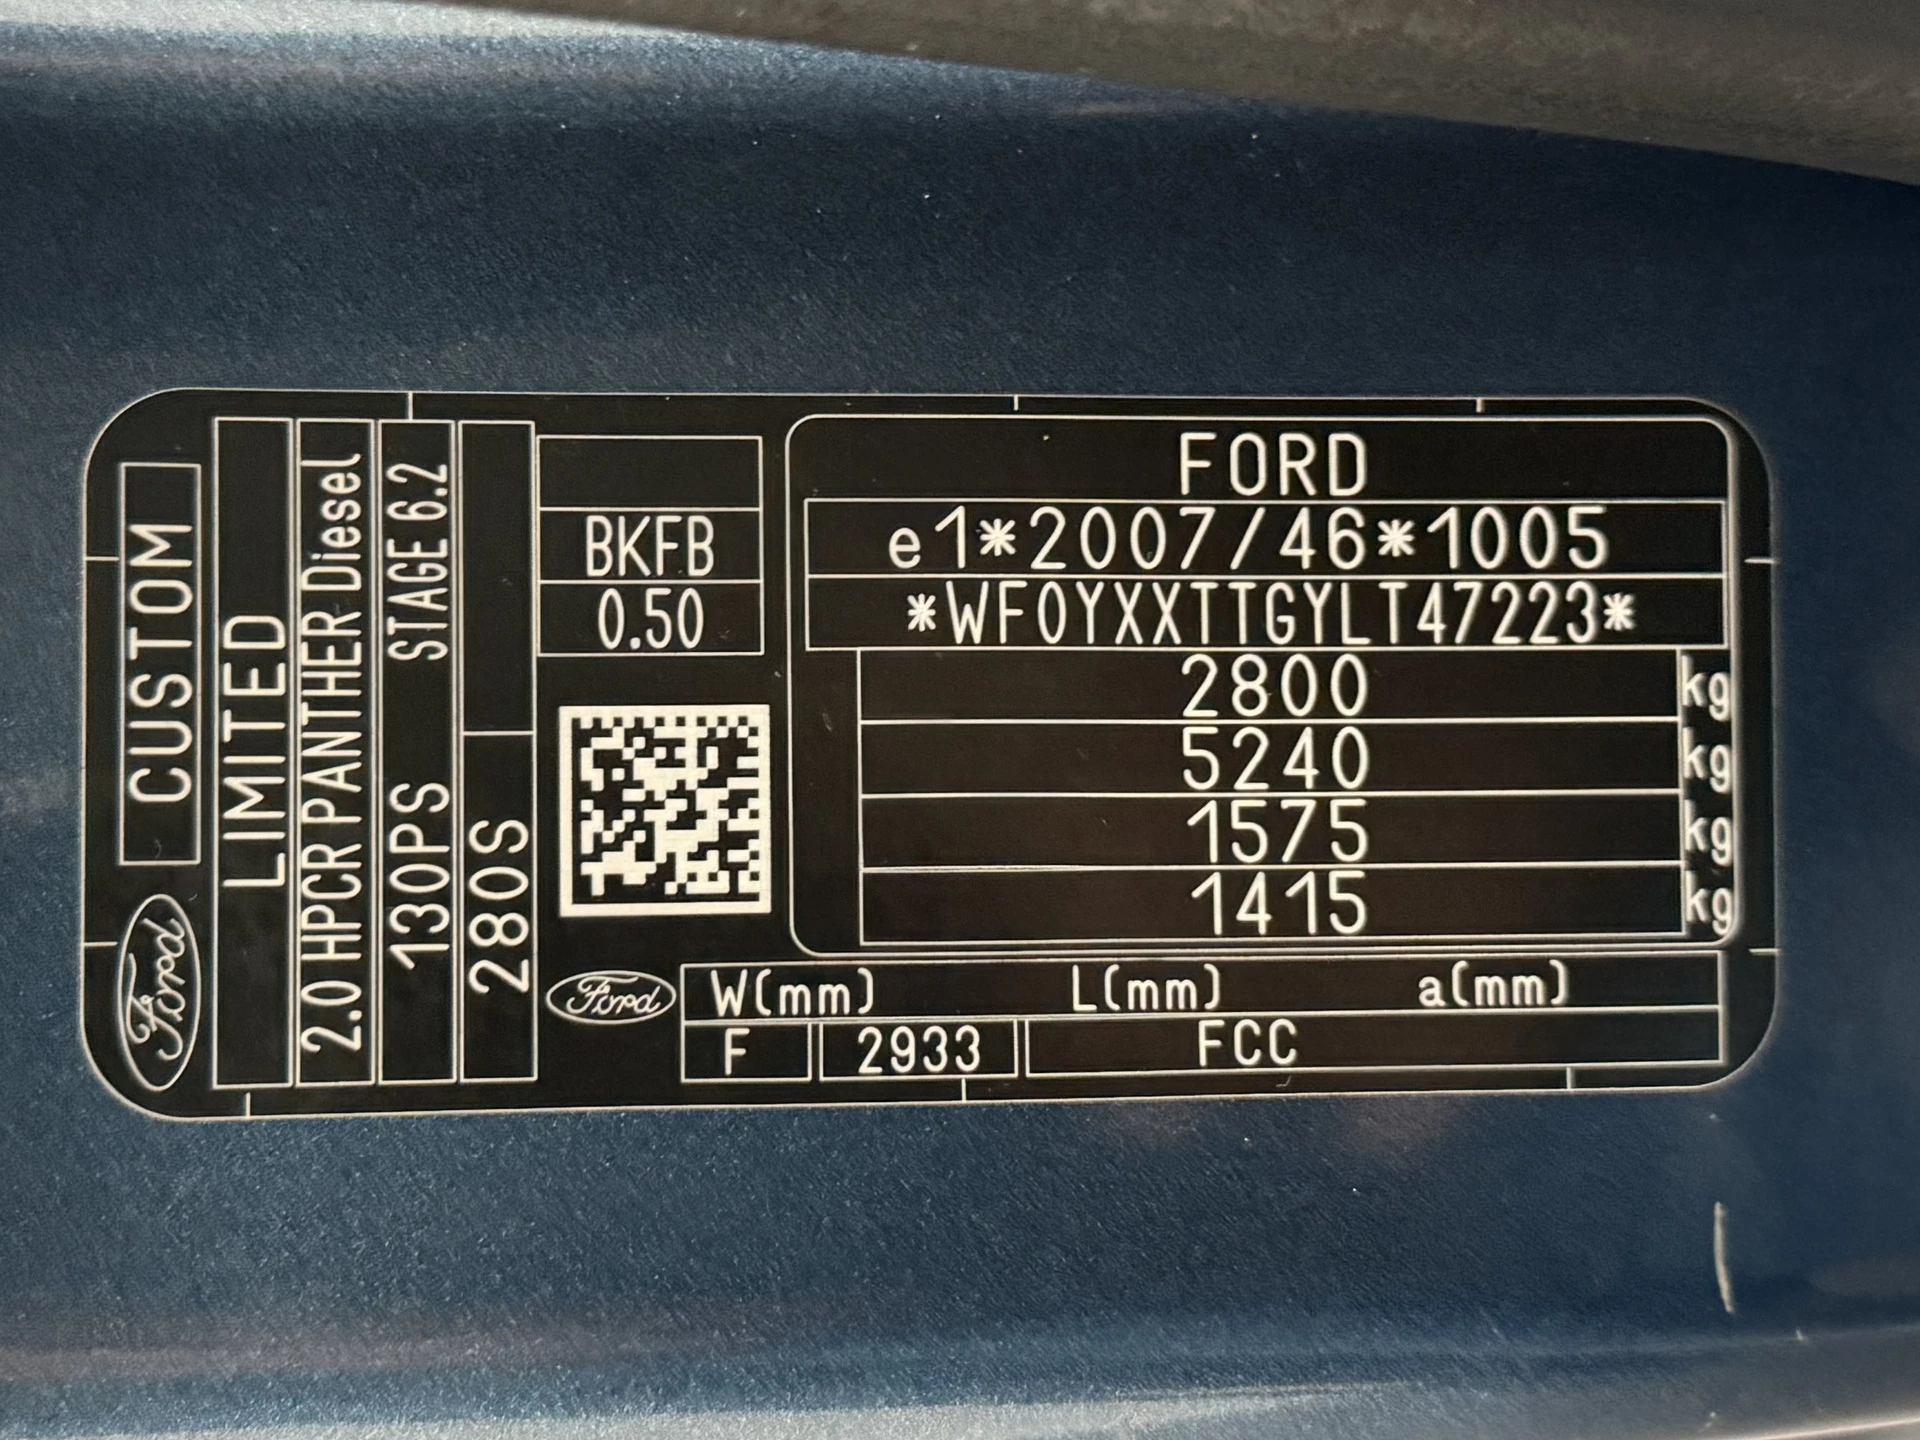 Ford
CUSTOM
LIMITED
2.0 HPCR PANTHER Diesel
130PS STAGE 6.2
280S
BKFB
0.50
FORD
e1*2007/46*1005
*WF0YXXTTGYLT47223*
2800 kg
5240 kg
1575 kg
1415 kg
Ford
W(mm) L(mm) a(mm)
F 2933 FCC